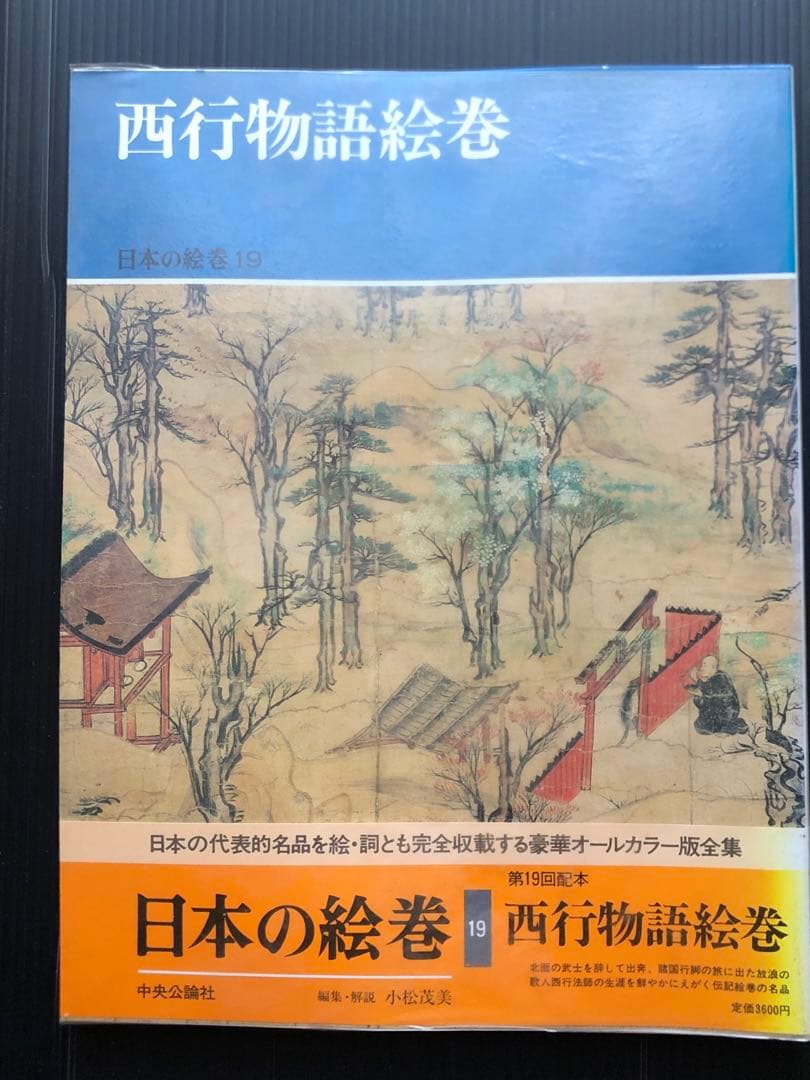 西行物語絵巻
日本の絵巻19
日本の代表的名品を絵・詞とも完全収載する豪華オールカラー版全集
日本の絵巻
19
第19回配本
西行物語絵巻
北面の武士を辞して出奔、諸国行脚の旅に出た放浪の
歌人西行法師の生涯を鮮やかにえがく伝記絵巻の名品
中央公論社
編集・解説 小松茂美
定価3600円